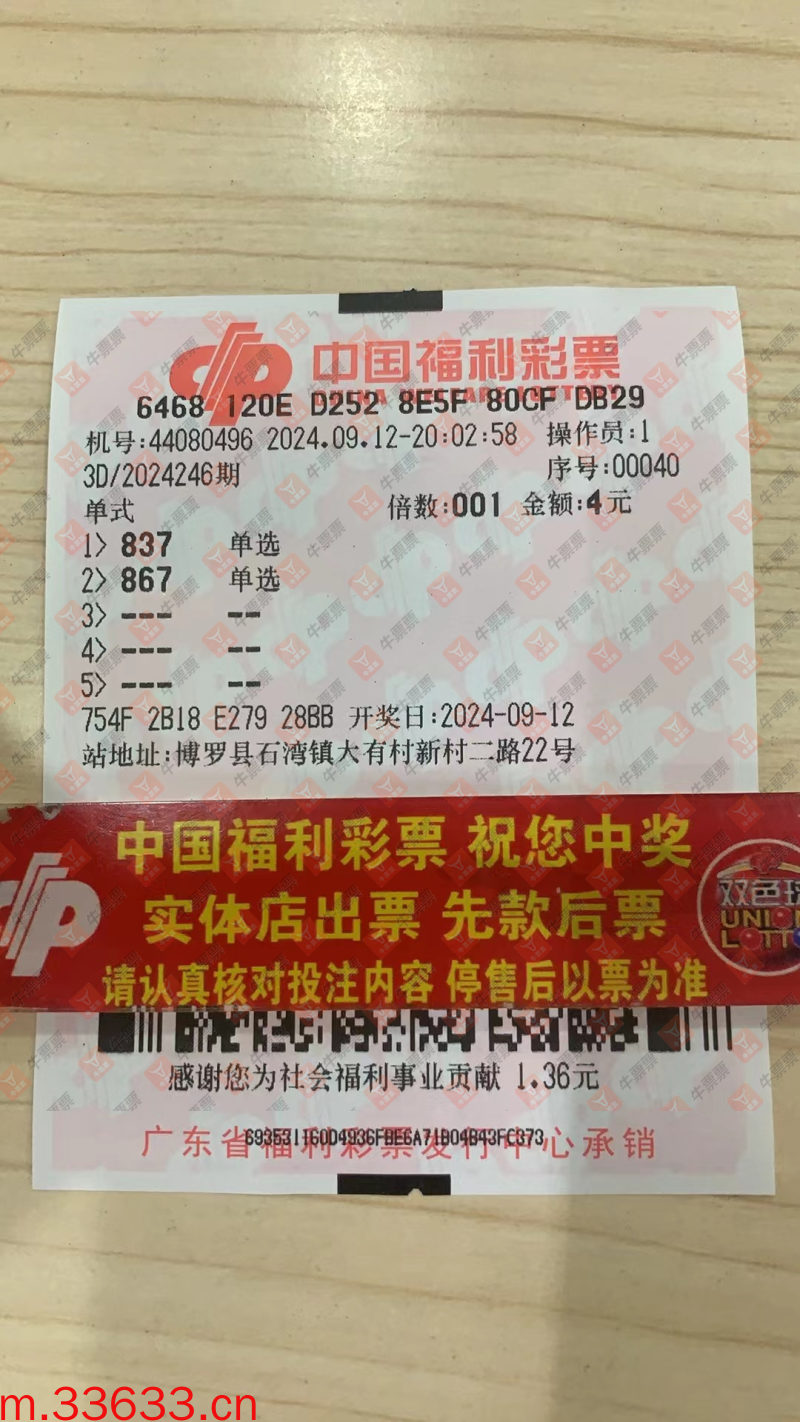 中国福利彩票
CHINA WELFARE LOTTERY
6468 120E D252 8E5F 80CF DB29
机号:44080496 2024.09.12-20:02:58 操作员:1
3D/2024246期 序号:00040
单式 倍数:001 金额:4元
1> 837 单选
2> 867 单选
3> --- --
4> --- --
5> --- --
754F 2B18 E279 28BB 开奖日:2024-09-12
站地址:博罗县石湾镇大有村新村二路22号
中国福利彩票 祝您中奖
实体店出票 先款后票
请认真核对投注内容 停售后以票为准
双色球
UNION
LOTTO
感谢您为社会福利事业贡献 1.36元
广东省福利彩票发行中心承销
牛票票
m.33633.cn